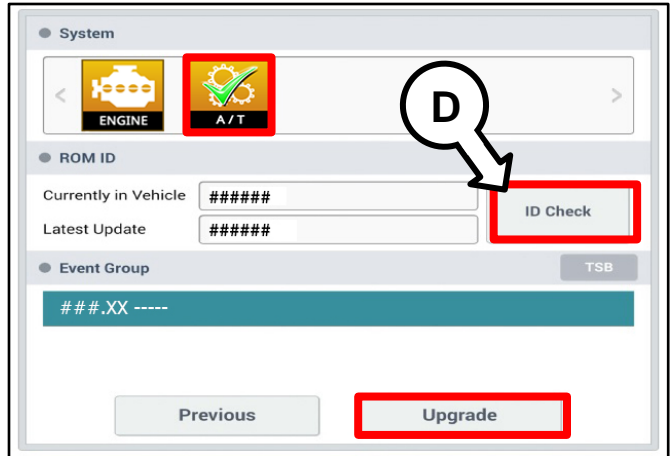 System
<
ENGINE
A/T
D
>
ROM ID
Currently in Vehicle ######
ID Check
Latest Update ######
Event Group
TSB
###.XX -----
Previous
Upgrade